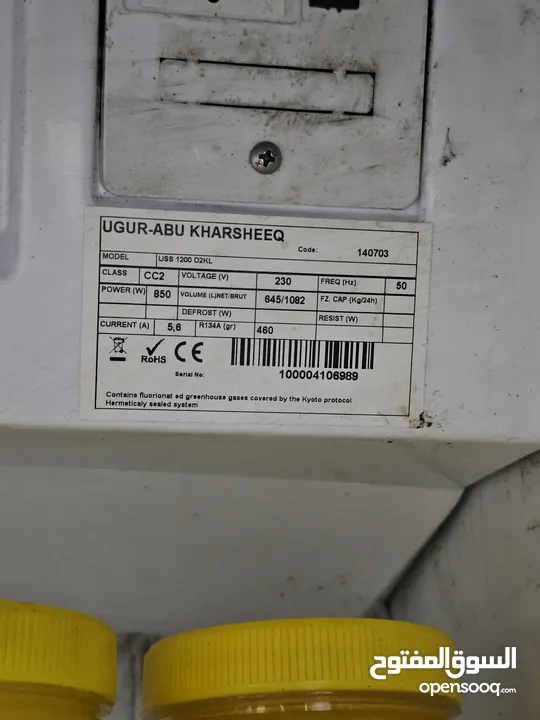 UGUR-ABU KHARSHEEQ
Code: 140703
MODEL USS 1200 D2KL
CLASS CC2 VOLTAGE (V) 230 FREQ (Hz) 50
POWER (W) 850 VOLUME (L)NET/BRUT 645/1082 FZ. CAP (Kg/24h)
DEFROST (W) RESIST (W)
CURRENT (A) 5,6 R134A (gr) 460
RoHS CE
Serial No: 100004106989
Contains fluorionat ed greenhouse gases covered by the Kyoto protocol
Hermeticaly sealed system
السوق المفتوح
opensooq.com